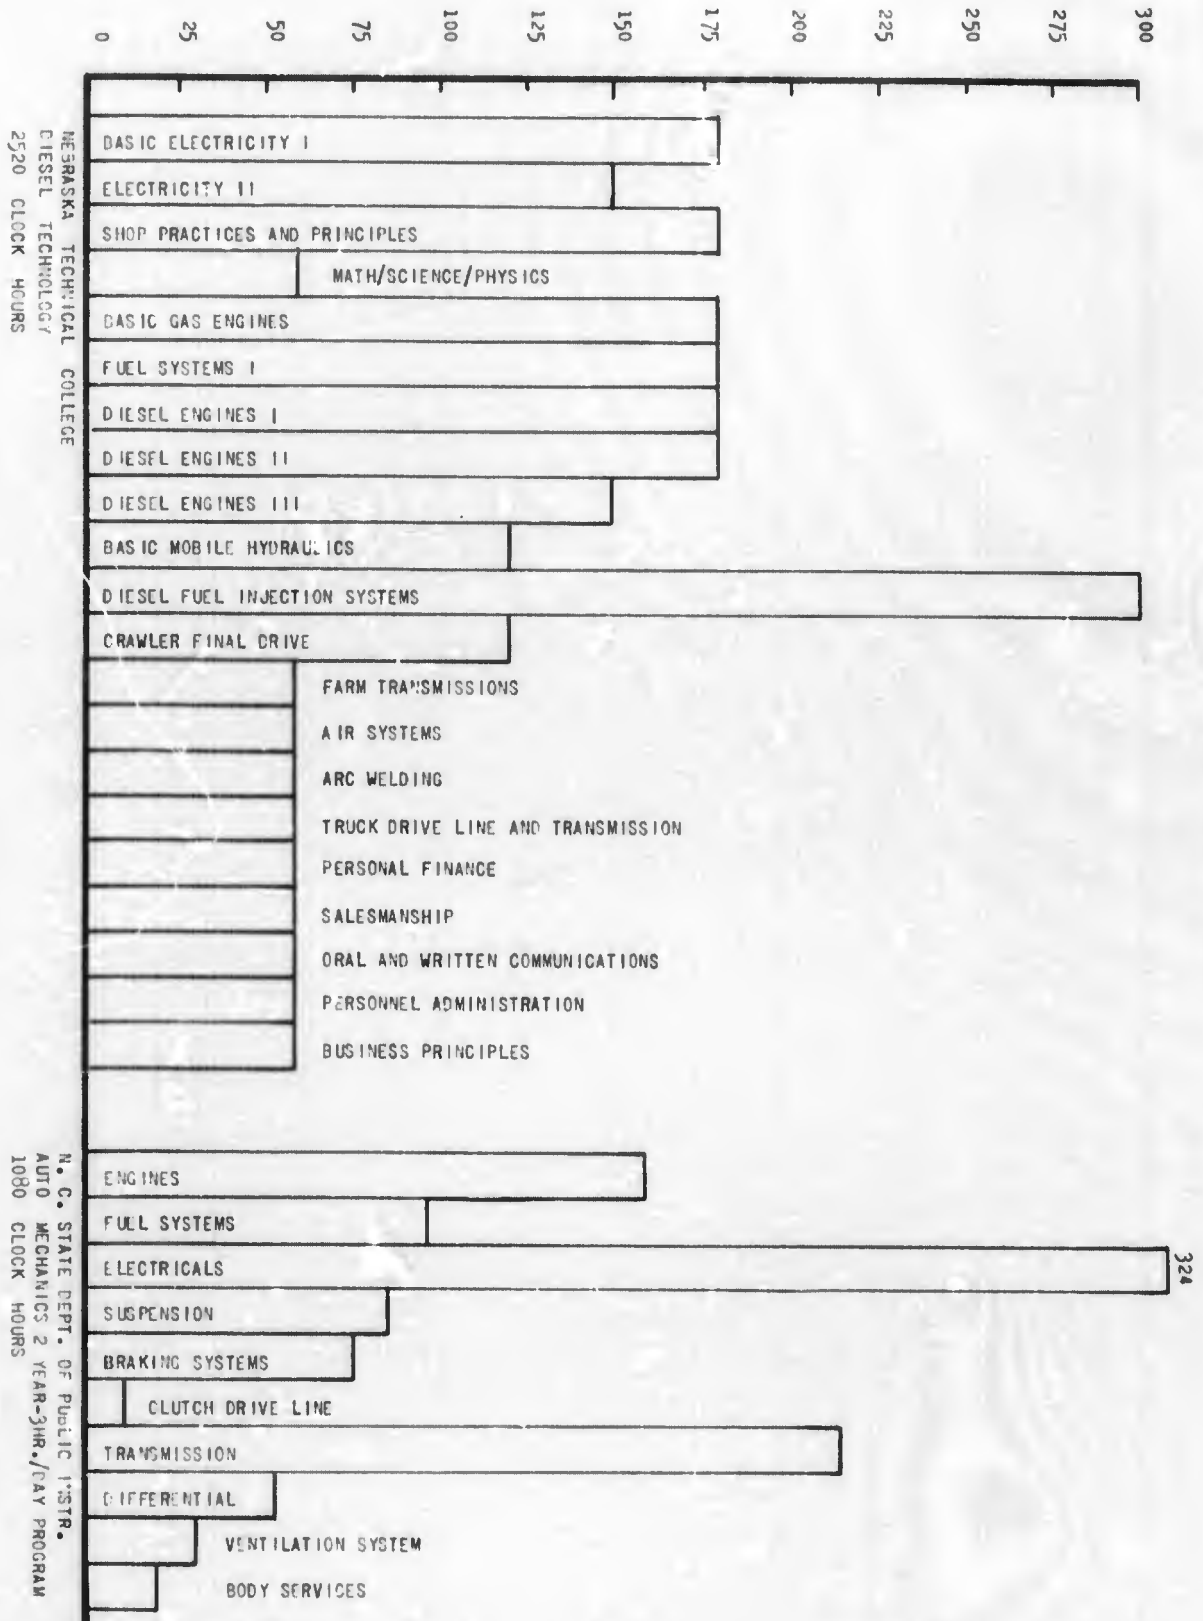 0 25 50 75 100 125 150 175 200 225 250 275 300
BASIC ELECTRICITY I
ELECTRICITY II
SHOP PRACTICES AND PRINCIPLES
MATH/SCIENCE/PHYSICS
BASIC GAS ENGINES
FUEL SYSTEMS I
DIESEL ENGINES I
DIESEL ENGINES II
DIESEL ENGINES III
BASIC MOBILE HYDRAULICS
DIESEL FUEL INJECTION SYSTEMS
CRAWLER FINAL DRIVE
FARM TRANSMISSIONS
AIR SYSTEMS
ARC WELDING
TRUCK DRIVE LINE AND TRANSMISSION
PERSONAL FINANCE
SALESMANSHIP
ORAL AND WRITTEN COMMUNICATIONS
PERSONNEL ADMINISTRATION
BUSINESS PRINCIPLES
NEBRASKA TECHNICAL COLLEGE
DIESEL TECHNOLOGY
2520 CLOCK HOURS
ENGINES
FUEL SYSTEMS
ELECTRICALS
324
SUSPENSION
BRAKING SYSTEMS
CLUTCH DRIVE LINE
TRANSMISSION
DIFFERENTIAL
VENTILATION SYSTEM
BODY SERVICES
N. C. STATE DEPT. OF PUBLIC INSTR.
AUTO MECHANICS 2 YEAR-3HR./DAY PROGRAM
1080 CLOCK HOURS